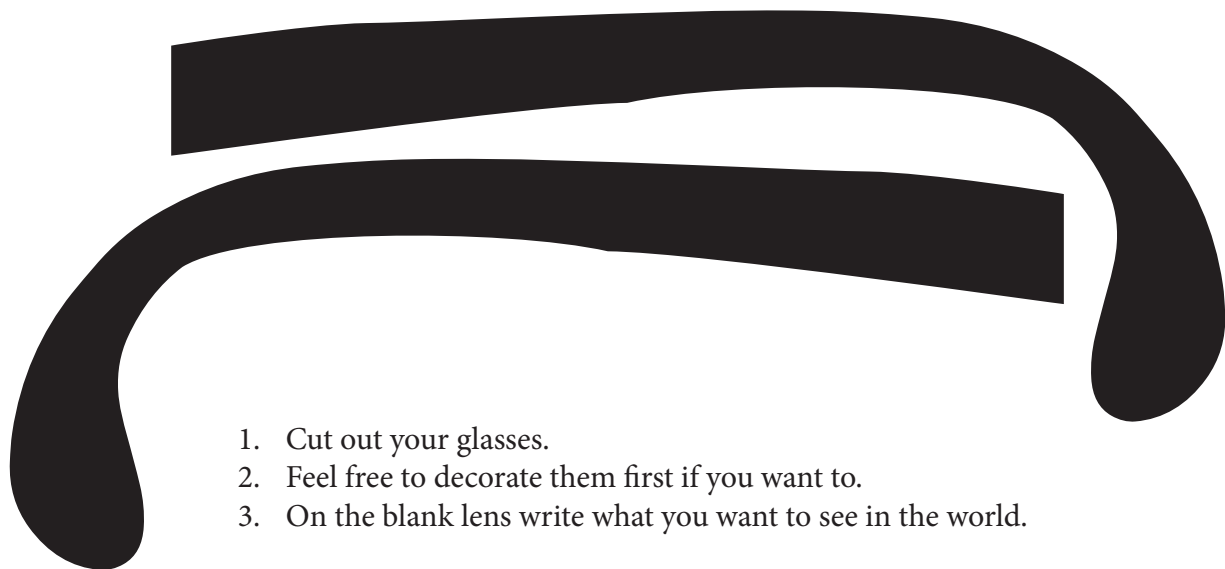 1. Cut out your glasses.
2. Feel free to decorate them first if you want to.
3. On the blank lens write what you want to see in the world.